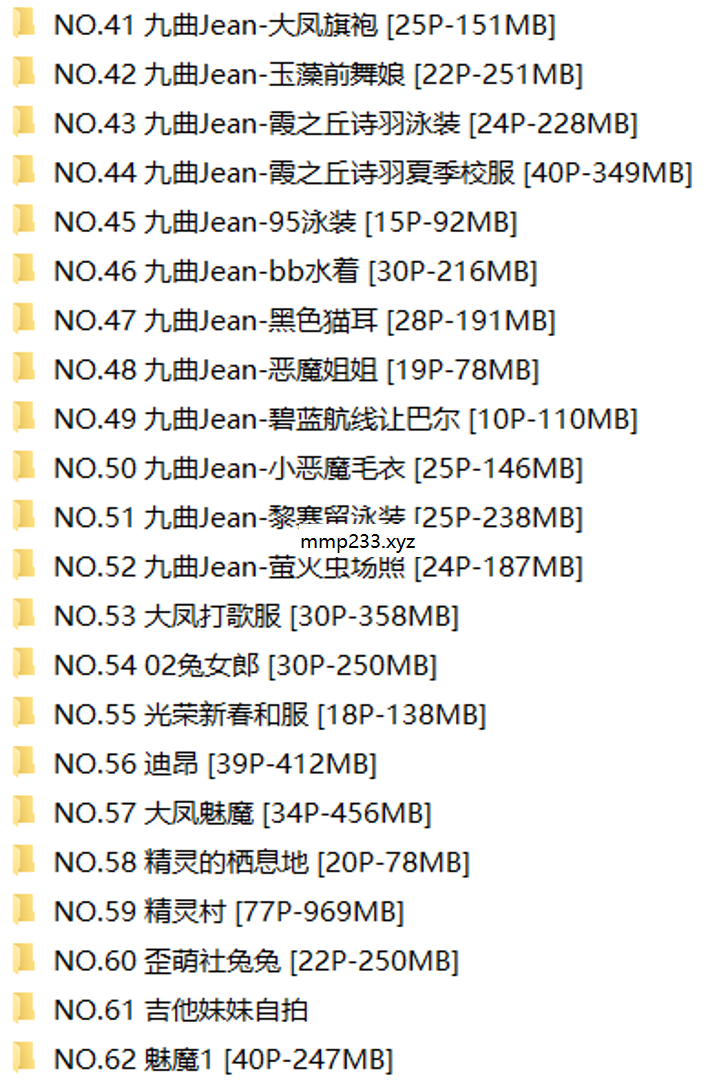 NO.41 九曲Jean-大凤旗袍 [25P-151MB]
NO.42 九曲Jean-玉藻前舞娘 [22P-251MB]
NO.43 九曲Jean-霞之丘诗羽泳装 [24P-228MB]
NO.44 九曲Jean-霞之丘诗羽夏季校服 [40P-349MB]
NO.45 九曲Jean-95泳装 [15P-92MB]
NO.46 九曲Jean-bb水着 [30P-216MB]
NO.47 九曲Jean-黑色猫耳 [28P-191MB]
NO.48 九曲Jean-恶魔姐姐 [19P-78MB]
NO.49 九曲Jean-碧蓝航线让巴尔 [10P-110MB]
NO.50 九曲Jean-小恶魔毛衣 [25P-146MB]
NO.51 九曲Jean-黎塞留泳装 [25P-238MB]
mmp233.xyz
NO.52 九曲Jean-萤火虫场照 [24P-187MB]
NO.53 大凤打歌服 [30P-358MB]
NO.54 02兔女郎 [30P-250MB]
NO.55 光荣新春和服 [18P-138MB]
NO.56 迪昂 [39P-412MB]
NO.57 大凤魅魔 [34P-456MB]
NO.58 精灵的栖息地 [20P-78MB]
NO.59 精灵村 [77P-969MB]
NO.60 歪萌社兔兔 [22P-250MB]
NO.61 吉他妹妹自拍
NO.62 魅魔1 [40P-247MB]